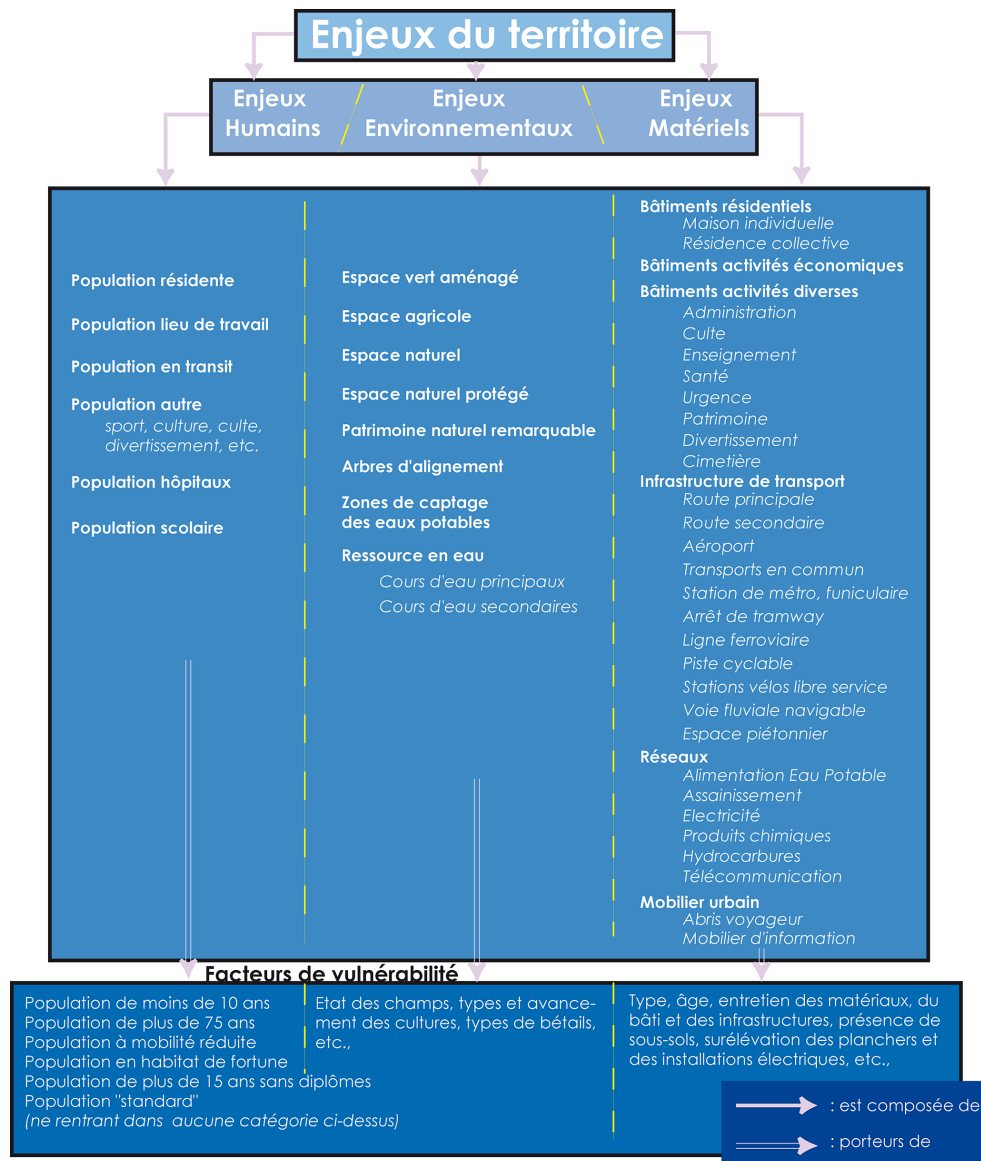 Enjeux du territoire
Enjeux
Humains
Enjeux
Environnementaux
Enjeux
Matériels
Population résidente
Population lieu de travail
Population en transit
Population autre
sport, culture, culte,
divertissement, etc.
Population hôpitaux
Population scolaire
Espace vert aménagé
Espace agricole
Espace naturel
Espace naturel protégé
Patrimoine naturel remarquable
Arbres d'alignement
Zones de captage
des eaux potables
Ressource en eau
Cours d'eau principaux
Cours d'eau secondaires
Bâtiments résidentiels
Maison individuelle
Résidence collective
Bâtiments activités économiques
Bâtiments activités diverses
Administration
Culte
Enseignement
Santé
Urgence
Patrimoine
Divertissement
Cimetière
Infrastructure de transport
Route principale
Route secondaire
Aéroport
Transports en commun
Station de métro, funiculaire
Arrêt de tramway
Ligne ferroviaire
Piste cyclable
Stations vélos libre service
Voie fluviale navigable
Espace piétonnier
Réseaux
Alimentation Eau Potable
Assainissement
Electricité
Produits chimiques
Hydrocarbures
Télécommunication
Mobilier urbain
Abris voyageur
Mobilier d'information
Facteurs de vulnérabilité
Population de moins de 10 ans
Population de plus de 75 ans
Population à mobilité réduite
Population en habitat de fortune
Population de plus de 15 ans sans diplômes
Population "standard"
(ne rentrant dans  aucune catégorie ci-dessus)
Etat des champs, types et avance-
ment des cultures, types de bétails,
etc.,
Type, âge, entretien des matériaux, du
bâti et des infrastructures, présence de
sous-sols, surélévation des planchers et
des installations électriques, etc.,
: est composée de
: porteurs de